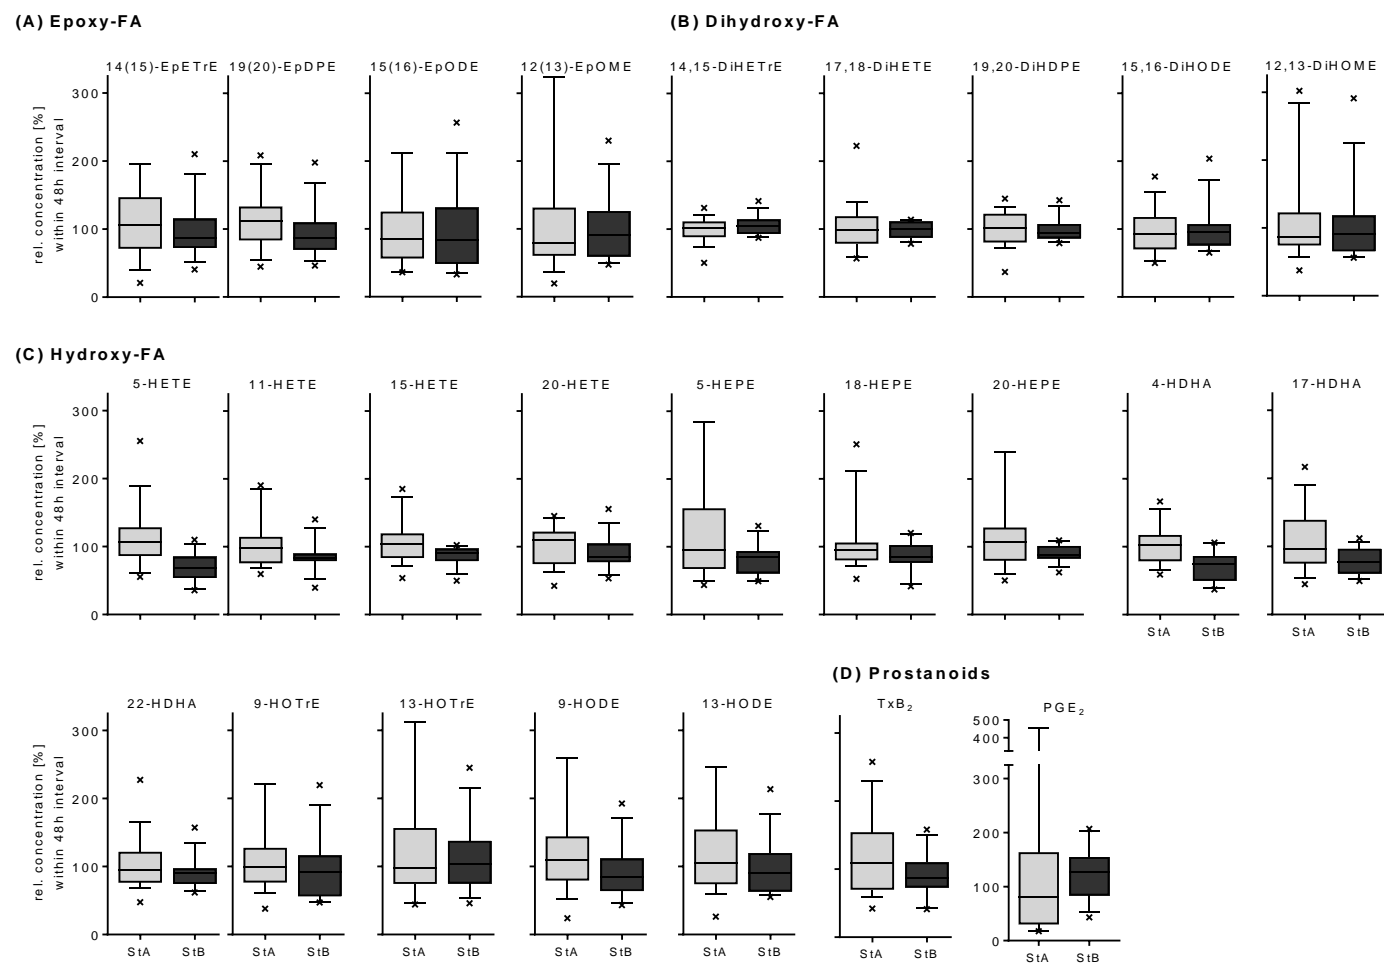 (A) Epoxy-FA
(B) Dihydroxy-FA
14(15)-EpETrE 19(20)-EpDPE 15(16)-EpODE 12(13)-EpOME 14,15-DiHETrE 17,18-DiHETE 19,20-DiHDPE 15,16-DiHODE 12,13-DiHOME
rel. concentration [%]
within 48h interval
300
200
100
0
(C) Hydroxy-FA
5-HETE 11-HETE 15-HETE 20-HETE 5-HEPE 18-HEPE 20-HEPE 4-HDHA 17-HDHA
rel. concentration [%]
within 48h interval
300
200
100
0
StA StB StA StB
(D) Prostanoids
22-HDHA 9-HOTrE 13-HOTrE 9-HODE 13-HODE TxB2 PGE2
rel. concentration [%]
within 48h interval
300
200
100
0
500
400
300
200
100
0
StA StB StA StB StA StB StA StB StA StB StA StB StA StB